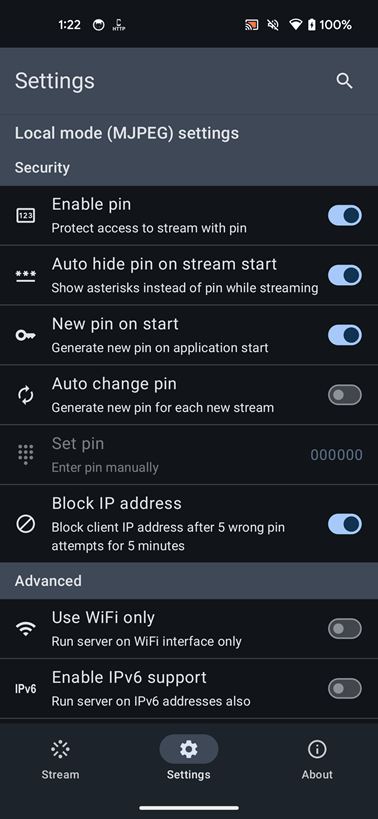 1:22
HTTP
100%
Settings
Local mode (MJPEG) settings
Security
123
Enable pin
Protect access to stream with pin
***
Auto hide pin on stream start
Show asterisks instead of pin while streaming
New pin on start
Generate new pin on application start
Auto change pin
Generate new pin for each new stream
Set pin
000000
Enter pin manually
Block IP address
Block client IP address after 5 wrong pin
attempts for 5 minutes
Advanced
Use WiFi only
Run server on WiFi interface only
IPv6
Enable IPv6 support
Run server on IPv6 addresses also
Stream
Settings
About